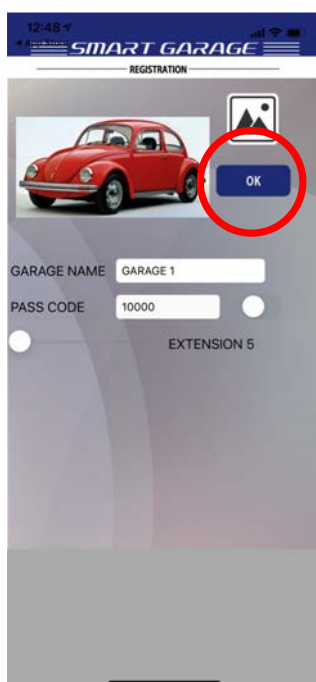 12:48
SMART GARAGE
REGISTRATION
OK
GARAGE NAME GARAGE 1
PASS CODE 10000
EXTENSION 5